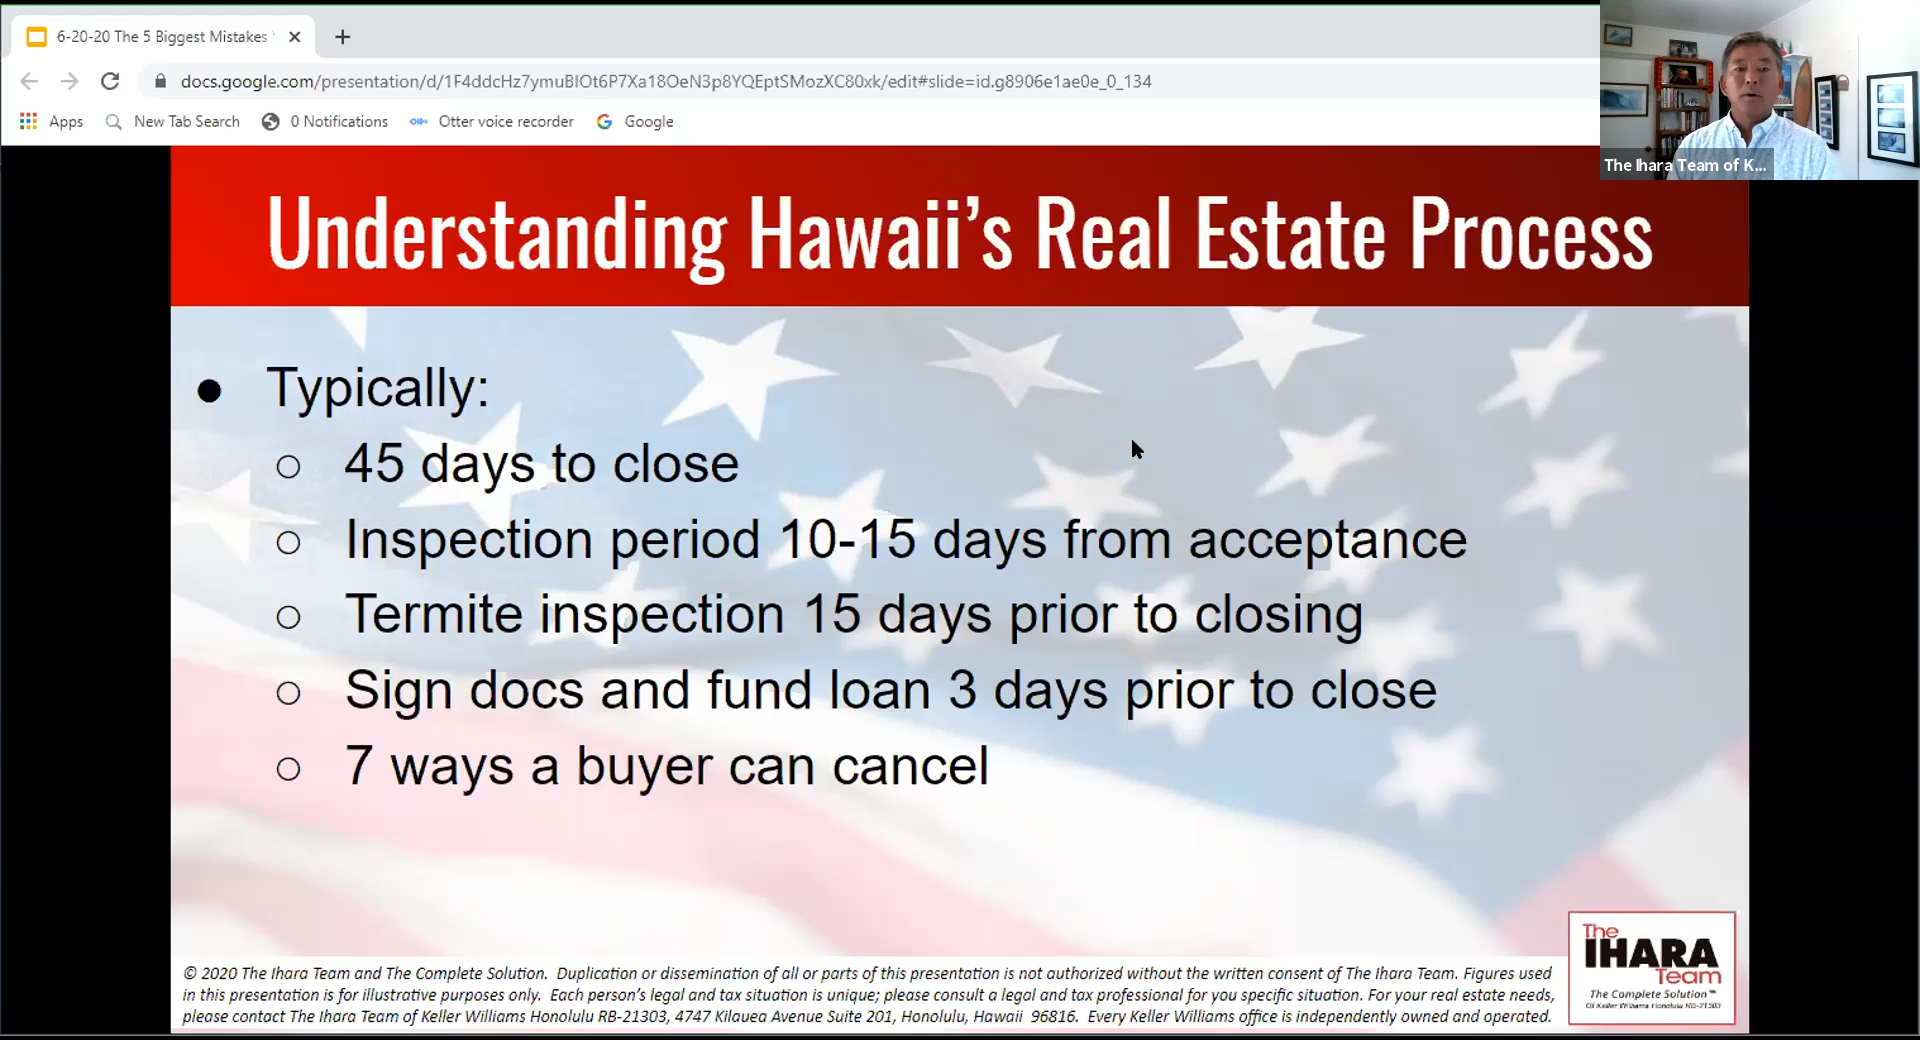 6-20-20 The 5 Biggest Mistakes
docs.google.com/presentation/d/1F4ddcHz7ymuBlOt6P7Xa18OeN3p8YQEptSMozXC80xk/edit#slide=id.g8906e1ae0e_0_134
Apps New Tab Search 0 Notifications Otter voice recorder Google
The Ihara Team of K...
Understanding Hawaii’s Real Estate Process
● Typically:
○ 45 days to close
○ Inspection period 10-15 days from acceptance
○ Termite inspection 15 days prior to closing
○ Sign docs and fund loan 3 days prior to close
○ 7 ways a buyer can cancel
© 2020 The Ihara Team and The Complete Solution. Duplication or dissemination of all or parts of this presentation is not authorized without the written consent of The Ihara Team. Figures used
in this presentation is for illustrative purposes only. Each person’s legal and tax situation is unique; please consult a legal and tax professional for you specific situation. For your real estate needs,
please contact The Ihara Team of Keller Williams Honolulu RB-21303, 4747 Kilauea Avenue Suite 201, Honolulu, Hawaii 96816. Every Keller Williams office is independently owned and operated.
The
IHARA
Team
The Complete Solution™
Of Keller Williams Honolulu RB-21303